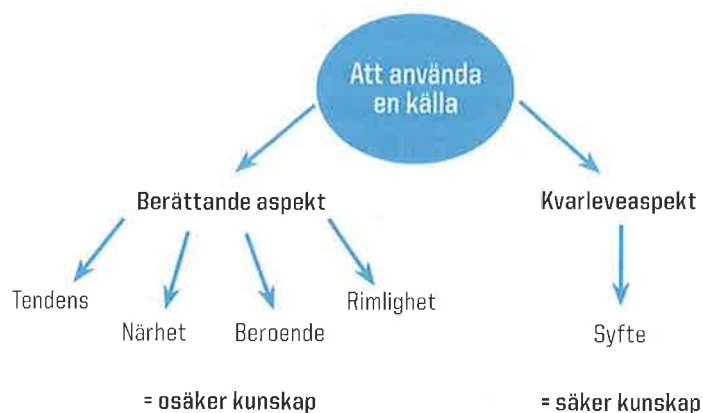 Att använda
en källa
Berättande aspekt
Kvarleveaspekt
Tendens
Närhet
Beroende
Rimlighet
Syfte
= osäker kunskap
= säker kunskap